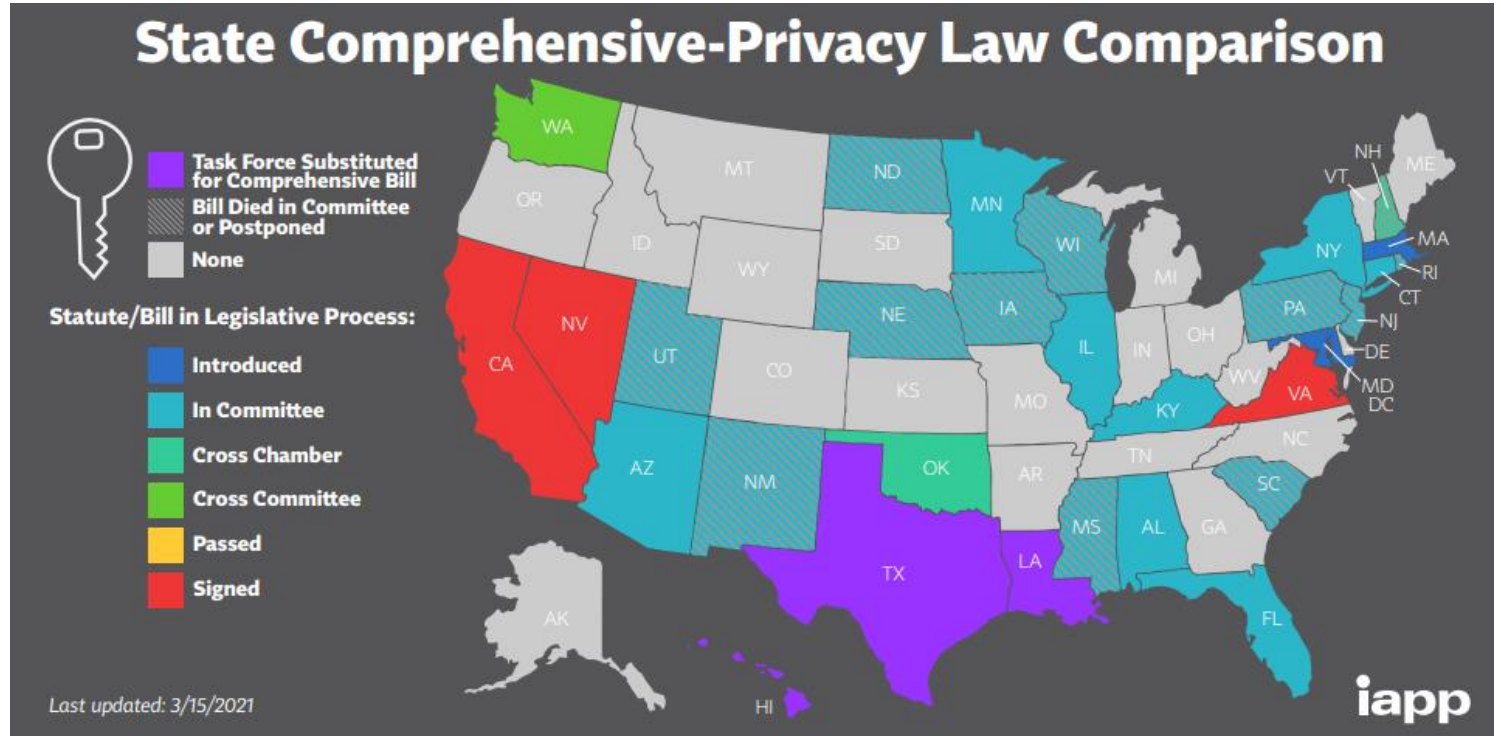 State Comprehensive-Privacy Law Comparison
Task Force Substituted
for Comprehensive Bill
Bill Died in Committee
or Postponed
None
Statute/Bill in Legislative Process:
Introduced
In Committee
Cross Chamber
Cross Committee
Passed
Signed
WA
OR
MT
ID
WY
ND
SD
MN
WI
MI
NH
VT
ME
NY
MA
RI
CT
PA
NJ
DE
MD
DC
CA
NV
UT
CO
NE
IA
KS
MO
IL
IN
OH
WV
VA
KY
NC
TN
AZ
NM
OK
AR
SC
MS
AL
GA
TX
LA
FL
AK
HI
Last updated: 3/15/2021
iapp